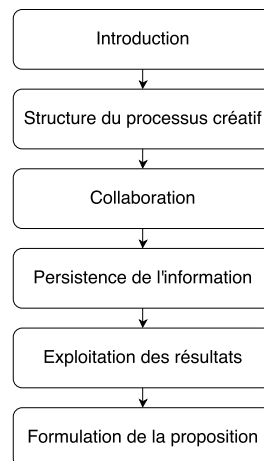 Introduction
Structure du processus créatif
Collaboration
Persistence de l'information
Exploitation des résultats
Formulation de la proposition